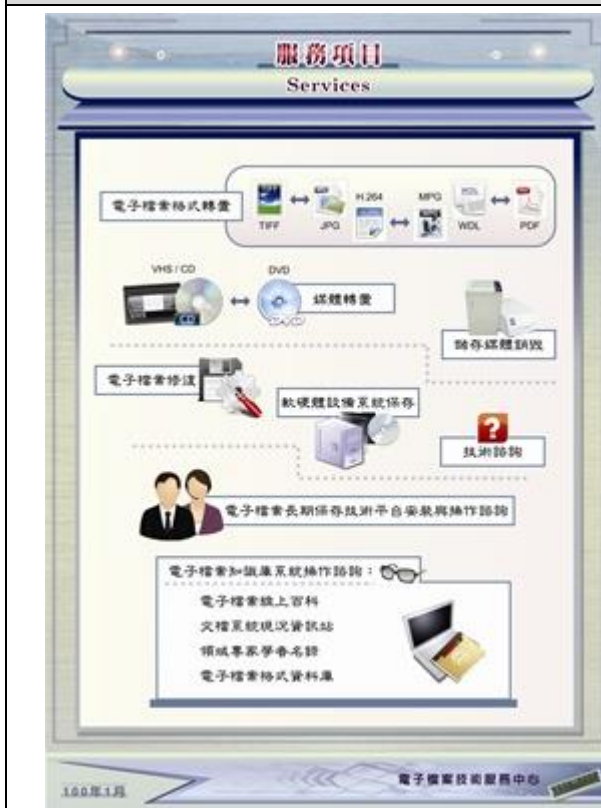 服務項目
Services
電子檔案格式轉置
TIFF
JPG
H.264
MPG
WDL
PDF
VHS / CD
DVD
媒體轉置
儲存媒體銷毀
電子檔案修復
軟硬體設備系統保存
技術諮詢
電子檔案長期保存技術平台安裝與操作諮詢
電子檔案知識庫系統操作諮詢：
電子檔案線上百科
文檔系統現況資訊站
領域專家學者名錄
電子檔案格式資料庫
100年1月
電子檔案技術服務中心